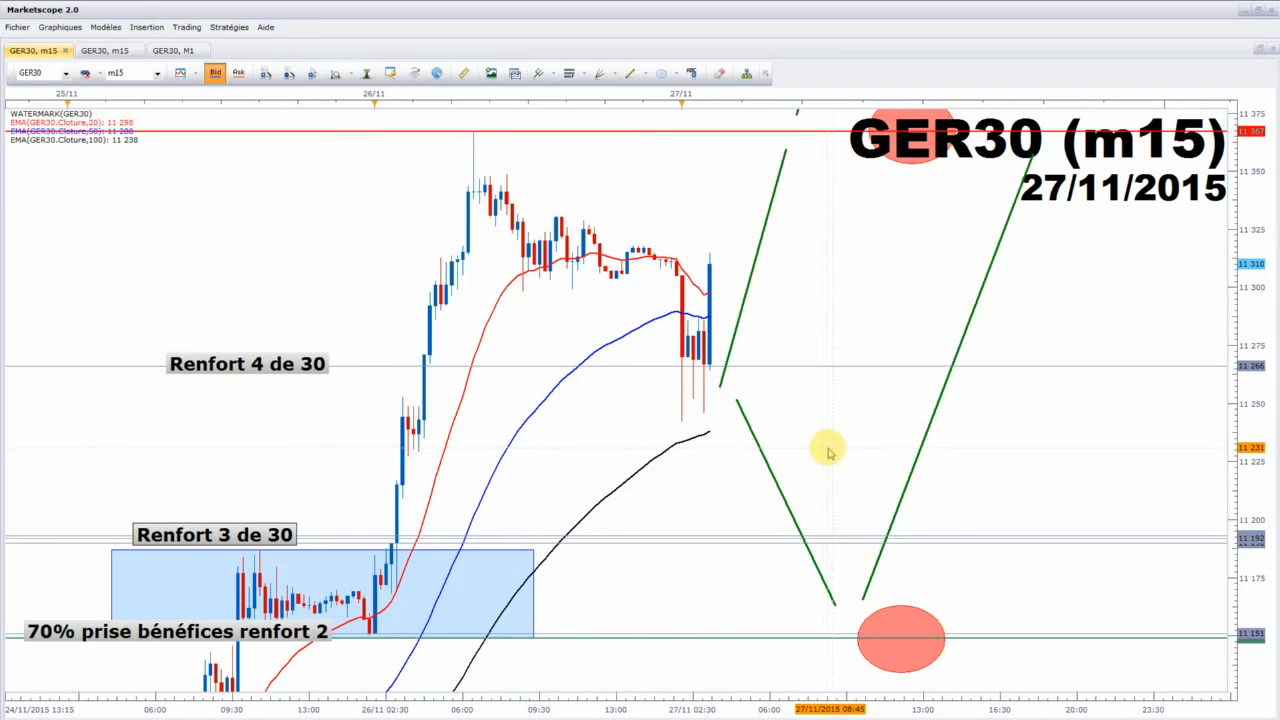 Marketscope 2.0
Fichier Graphiques Modèles Insertion Trading Stratégies Aide
GER30, m15 GER30, m15 GER30, M1
GER30 m15 Bid Ask
25/11 26/11 27/11
WATERMARK(GER30)
EMA(GER30.Cloture,20): 11 298
EMA(GER30.Cloture,50): 11 288
EMA(GER30.Cloture,100): 11 238
GER30 (m15)
27/11/2015
11 375
11 367
11 350
11 325
11 310
11 300
11 275
Renfort 4 de 30
11 266
11 250
11 231
11 225
11 200
Renfort 3 de 30
11 192
11 175
70% prise bénéfices renfort 2
11 151
24/11/2015 13:15 06:00 09:30 13:00 26/11 02:30 06:00 09:30 13:00 27/11 02:30 06:00 27/11/2015 08:45 13:00 16:30 20:00 23:30